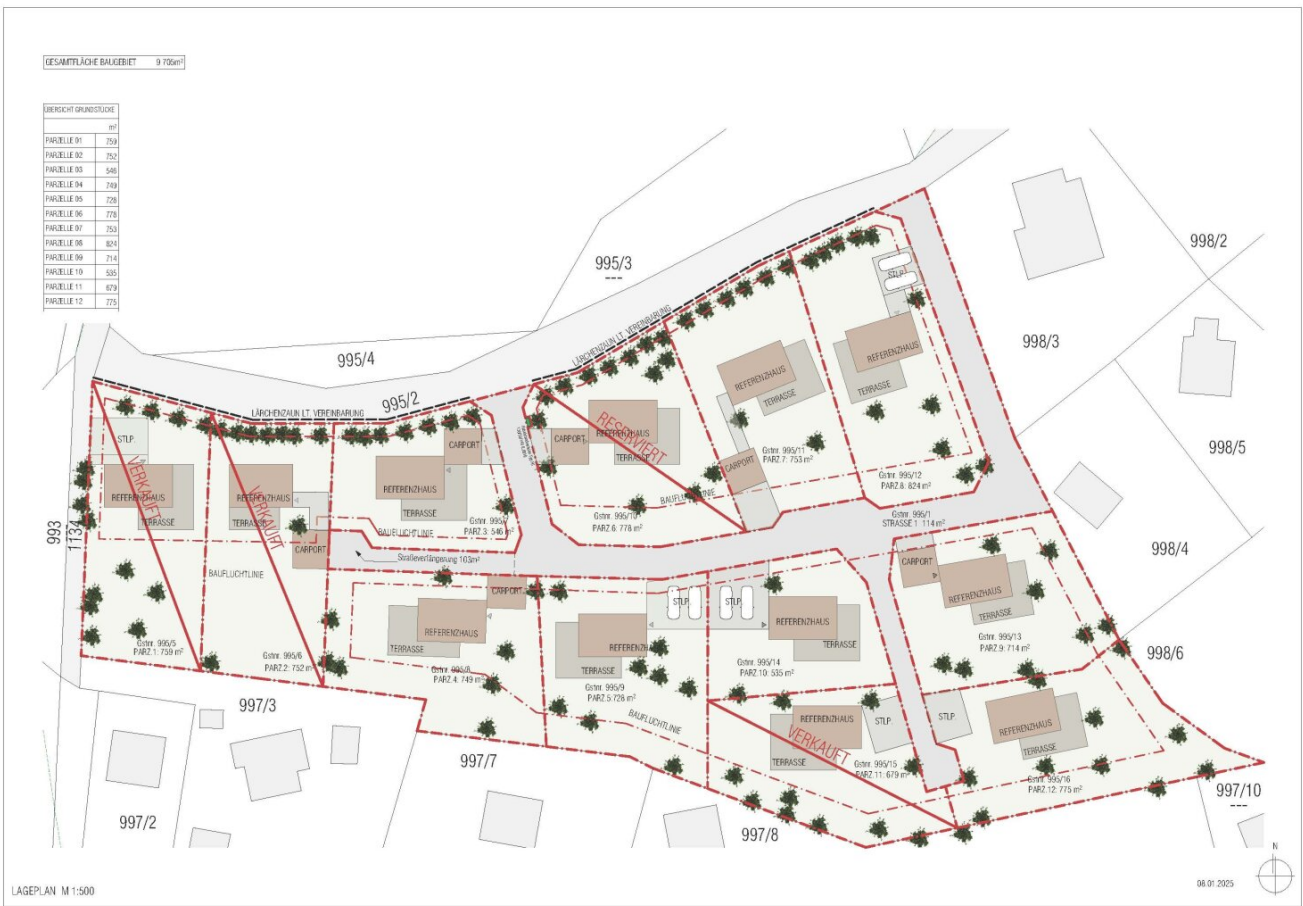 GESAMTFLÄCHE BAUGEBIET 9 706m²
ÜBERSICHT GRUNDSTÜCKE
m²
PARZELLE 01 759
PARZELLE 02 752
PARZELLE 03 546
PARZELLE 04 749
PARZELLE 05 728
PARZELLE 06 778
PARZELLE 07 753
PARZELLE 08 824
PARZELLE 09 714
PARZELLE 10 535
PARZELLE 11 679
PARZELLE 12 775
998/2
995/3
STLP.
998/3
LÄRCHENZAUN LT. VEREINBARUNG
995/4
REFERENZHAUS
TERRASSE
REFERENZHAUS
TERRASSE
995/2
LÄRCHENZAUN LT. VEREINBARUNG
STLP.
CARPORT
CARPORT
REFERENZHAUS
TERRASSE
RESERVIERT
998/5
Gstnr. 995/11
PARZ.7: 753 m²
CARPORT
Gstnr. 995/12
PARZ.8: 824 m²
VERKAUFT
REFERENZHAUS
TERRASSE
VERKAUFT
REFERENZHAUS
TERRASSE
REFERENZHAUS
TERRASSE
BAUFLUCHTLINIE
Gstnr. 995/10
PARZ.6: 778 m²
Gstnr. 995/7
PARZ.3: 546 m²
BAUFLUCHTLINIE
Gstnr. 995/1
STRASSE 1 114 m²
993
1134
CARPORT
Straßeverlängerung 103m²
998/4
BAUFLUCHTLINIE
CARPORT
REFERENZHAUS
TERRASSE
CARPORT
REFERENZHAUS
TERRASSE
STLP.
STLP.
REFERENZHAUS
TERRASSE
REFERENZHAUS
TERRASSE
Gstnr. 995/5
PARZ.1: 759 m²
Gstnr. 995/6
PARZ.2: 752 m²
Gstnr. 995/8
PARZ.4: 749 m²
Gstnr. 995/9
PARZ.5:728 m²
Gstnr. 995/14
PARZ.10: 535 m²
Gstnr. 995/13
PARZ.9: 714 m²
998/6
997/3
BAUFLUCHTLINIE
REFERENZHAUS
TERRASSE
VERKAUFT
STLP.
STLP.
REFERENZHAUS
TERRASSE
997/7
Gstnr. 995/15
PARZ.11: 679 m²
Gstnr. 995/16
PARZ.12: 775 m²
997/10
997/2
997/8
N
LAGEPLAN M 1:500
08.01.2025